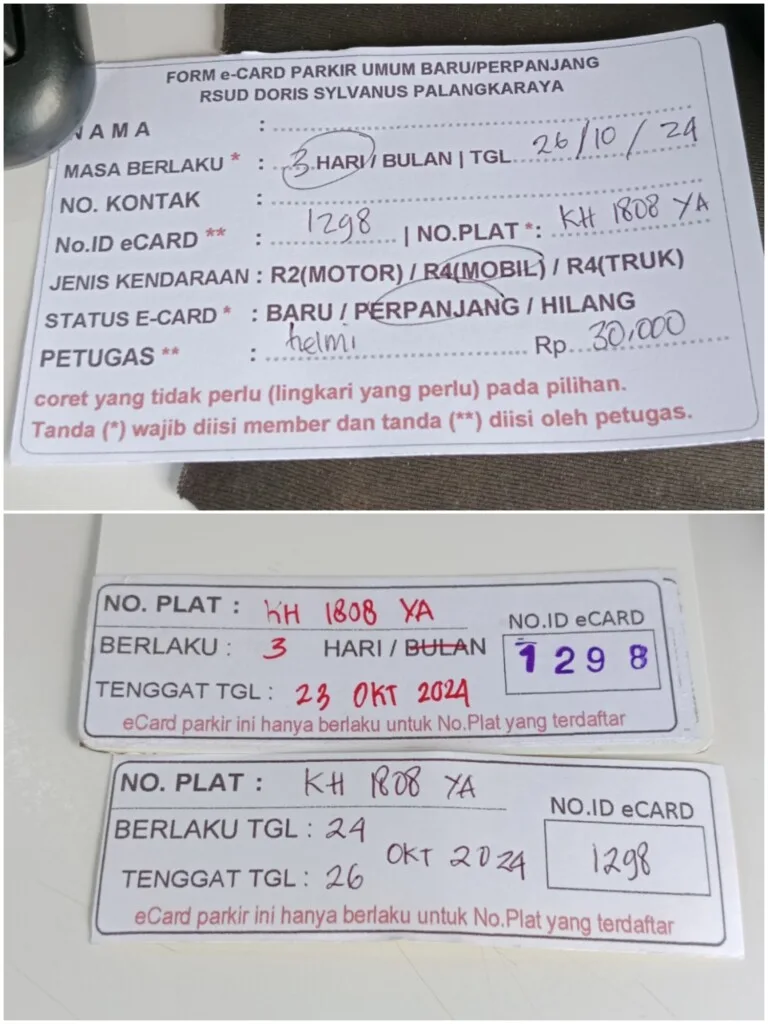 FORM e-CARD PARKIR UMUM BARU/PERPANJANG
RSUD DORIS SYLVANUS PALANGKARAYA
NAMA :
MASA BERLAKU * : 3 HARI / BULAN | TGL 26/10/24
NO. KONTAK :
No.ID eCARD ** : 1298 | NO.PLAT *: KH 1808 YA
JENIS KENDARAAN : R2(MOTOR) / R4(MOBIL) / R4(TRUK)
STATUS E-CARD * : BARU / PERPANJANG / HILANG
PETUGAS ** : helmi Rp. 30,000
coret yang tidak perlu (lingkari yang perlu) pada pilihan.
Tanda (*) wajib diisi member dan tanda (**) diisi oleh petugas.
NO. PLAT : KH 1808 YA
NO.ID eCARD
BERLAKU : 3 HARI / BULAN
1298
TENGGAT TGL : 23 OKT 2024
eCard parkir ini hanya berlaku untuk No.Plat yang terdaftar
NO. PLAT : KH 1808 YA
NO.ID eCARD
BERLAKU TGL : 24
OKT 2024
1298
TENGGAT TGL : 26
eCard parkir ini hanya berlaku untuk No.Plat yang terdaftar